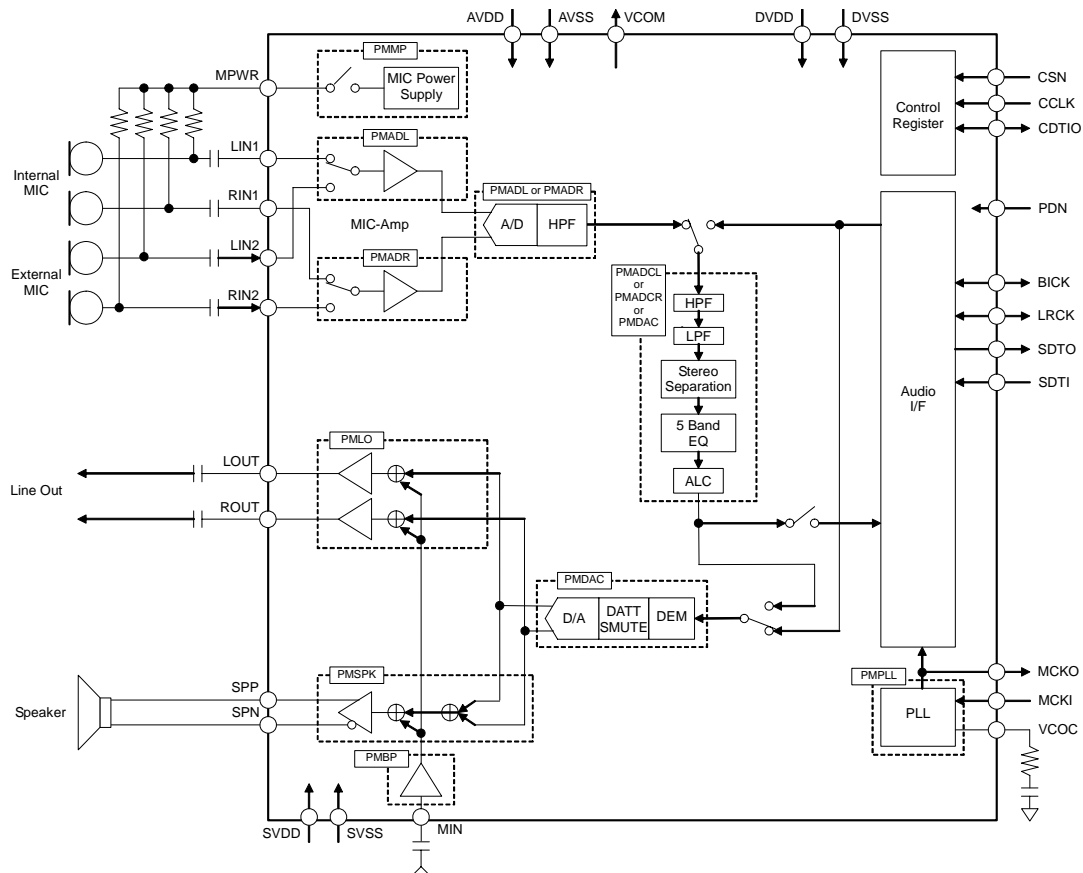 AVDD
AVSS
VCOM
DVDD
DVSS
PMMP
MPWR
MIC Power
Supply
Control
Register
CSN
CCLK
CDTIO
PMADL
LIN1
Internal
MIC
RIN1
MIC-Amp
PMADL or PMADR
A/D
HPF
PDN
LIN2
PMADR
External
MIC
RIN2
PMADCL
or
PMADCR
or
PMDAC
HPF
LPF
Stereo
Separation
5 Band
EQ
ALC
Audio
I/F
BICK
LRCK
SDTO
SDTI
PMLO
LOUT
Line Out
ROUT
PMDAC
D/A
DATT
SMUTE
DEM
PMSPK
SPP
Speaker
SPN
PMPLL
PLL
MCKO
MCKI
VCOC
PMBP
SVDD
SVSS
MIN